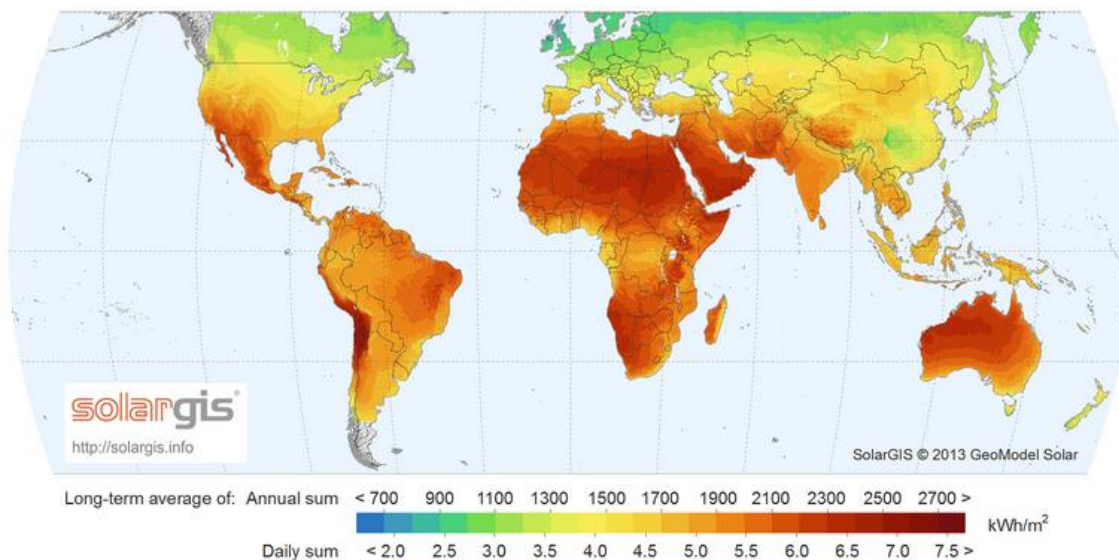 solargis
http://solargis.info
SolarGIS © 2013 GeoModel Solar
Long-term average of: Annual sum < 700 900 1100 1300 1500 1700 1900 2100 2300 2500 2700 >
kWh/m²
Daily sum < 2.0 2.5 3.0 3.5 4.0 4.5 5.0 5.5 6.0 6.5 7.0 7.5 >